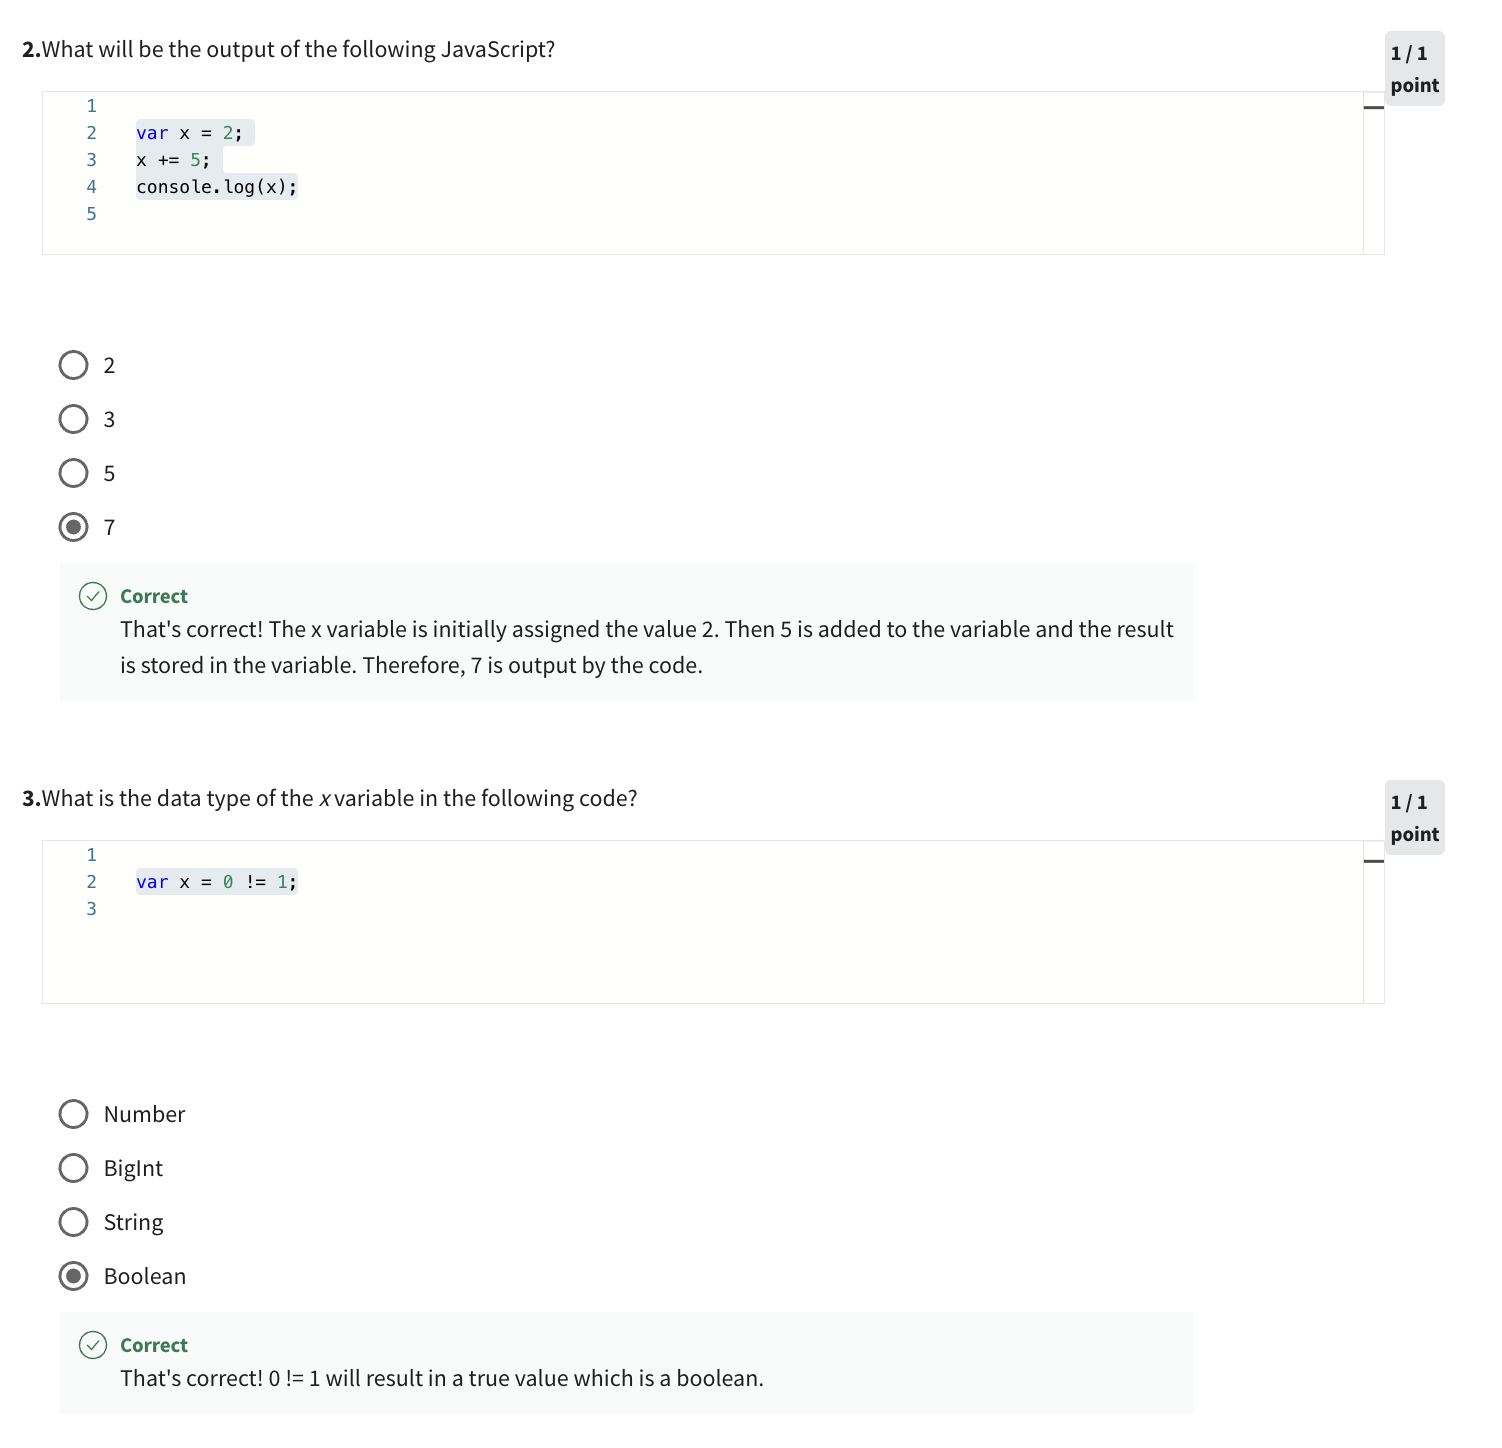 2.What will be the output of the following JavaScript?
1 / 1
point
1
2 var x = 2;
3 x += 5;
4 console.log(x);
5
2
3
5
7
Correct
That's correct! The x variable is initially assigned the value 2. Then 5 is added to the variable and the result
is stored in the variable. Therefore, 7 is output by the code.
3.What is the data type of the x variable in the following code?
1 / 1
point
1
2 var x = 0 != 1;
3
Number
BigInt
String
Boolean
Correct
That's correct! 0 != 1 will result in a true value which is a boolean.